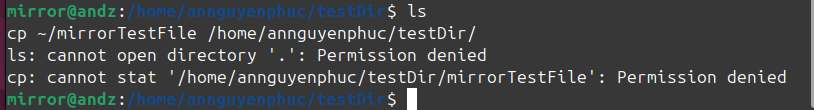 mirror@andz:/home/annguyenphuc/testDir$ ls
cp ~/mirrorTestFile /home/annguyenphuc/testDir/
ls: cannot open directory '.': Permission denied
cp: cannot stat '/home/annguyenphuc/testDir/mirrorTestFile': Permission denied
mirror@andz:/home/annguyenphuc/testDir$